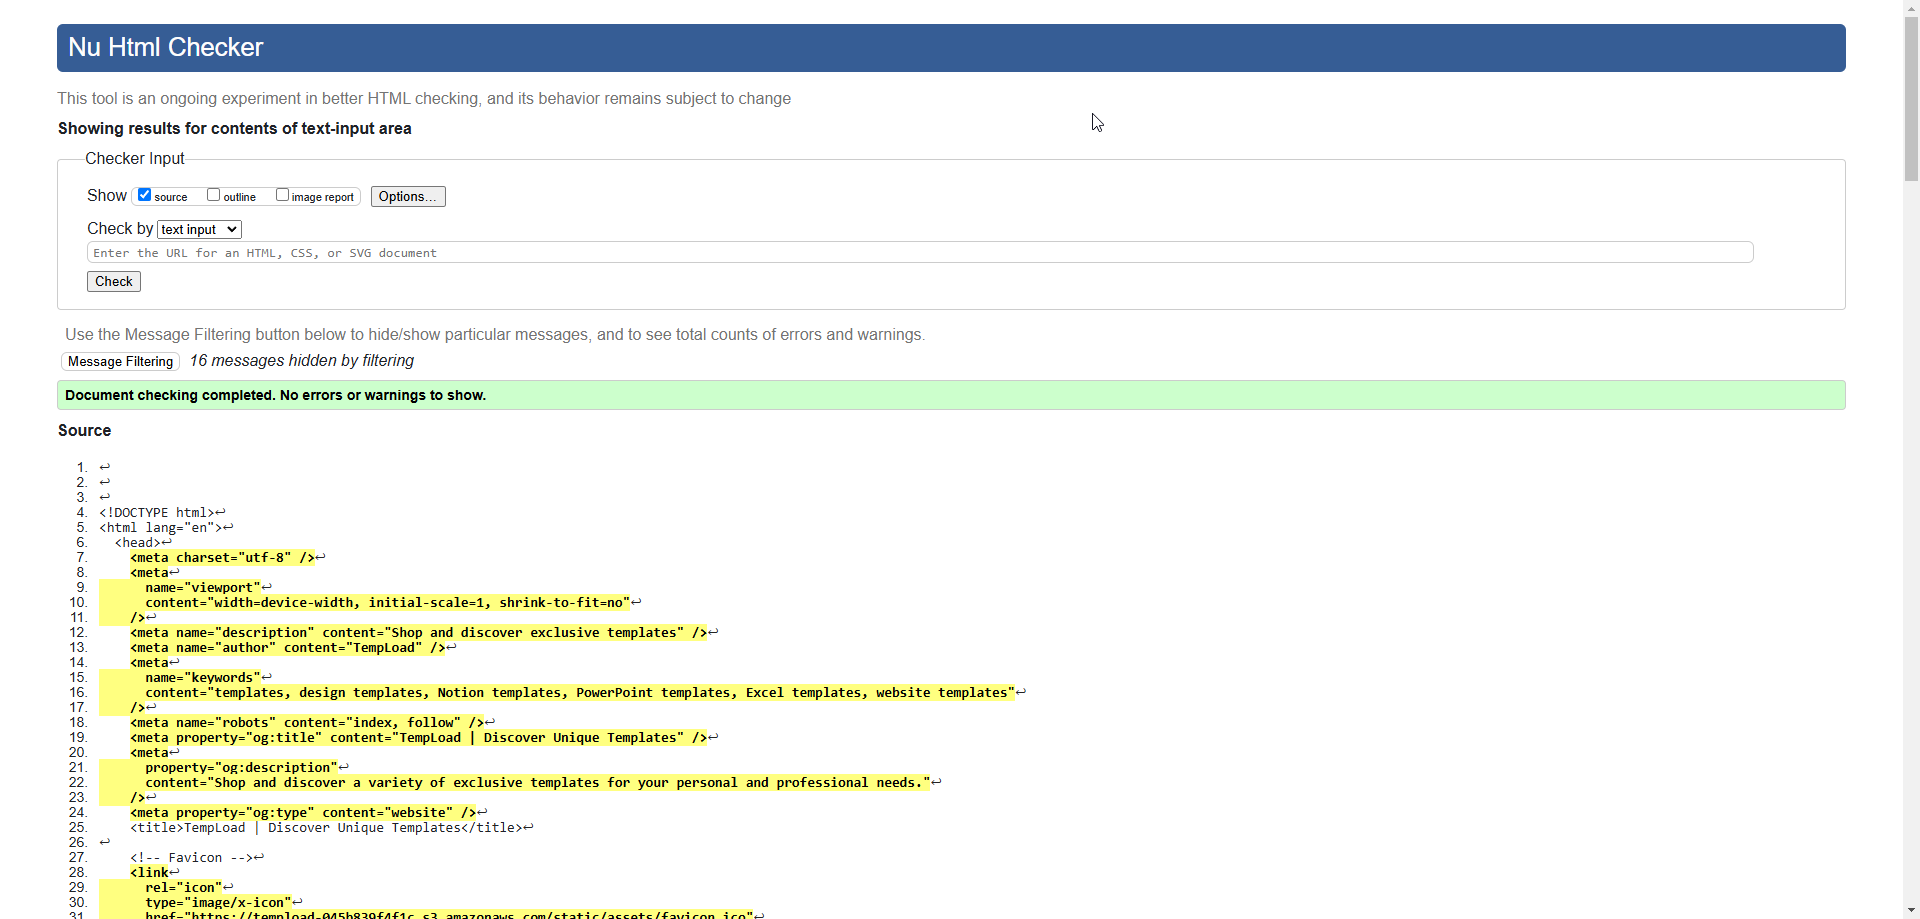 Nu Html Checker
This tool is an ongoing experiment in better HTML checking, and its behavior remains subject to change
Showing results for contents of text-input area
Checker Input
Show source outline image report Options...
Check by text input
Enter the URL for an HTML, CSS, or SVG document
Check
Use the Message Filtering button below to hide/show particular messages, and to see total counts of errors and warnings.
Message Filtering 16 messages hidden by filtering
Document checking completed. No errors or warnings to show.
Source
1. ↩
2. ↩
3. ↩
4. <!DOCTYPE html>↩
5. <html lang="en">↩
6. <head>↩
7. <meta charset="utf-8" />↩
8. <meta↩
9. name="viewport"↩
10. content="width=device-width, initial-scale=1, shrink-to-fit=no"↩
11. />↩
12. <meta name="description" content="Shop and discover exclusive templates" />↩
13. <meta name="author" content="TempLoad" />↩
14. <meta↩
15. name="keywords"↩
16. content="templates, design templates, Notion templates, PowerPoint templates, Excel templates, website templates"↩
17. />↩
18. <meta name="robots" content="index, follow" />↩
19. <meta property="og:title" content="TempLoad | Discover Unique Templates" />↩
20. <meta↩
21. property="og:description"↩
22. content="Shop and discover a variety of exclusive templates for your personal and professional needs."↩
23. />↩
24. <meta property="og:type" content="website" />↩
25. <title>TempLoad | Discover Unique Templates</title>↩
26. ↩
27. <!-- Favicon -->↩
28. <link↩
29. rel="icon"↩
30. type="image/x-icon"↩
31. href="https://tempload-045b839f4f1c.s3.amazonaws.com/static/assets/favicon.ico"↩